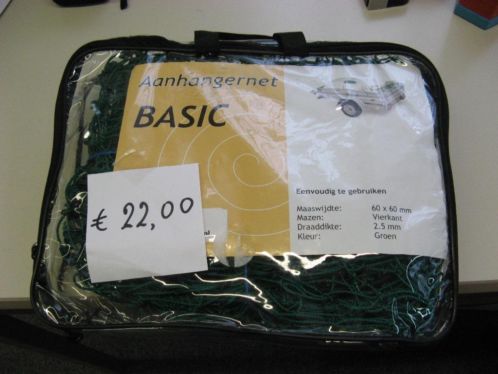 Aanhangernet
BASIC
€ 22,00
Eenvoudig te gebruiken
Maaswijdte: 60 x 60 mm
Mazen: Vierkant
Draaddikte: 2.5 mm
Kleur: Groen